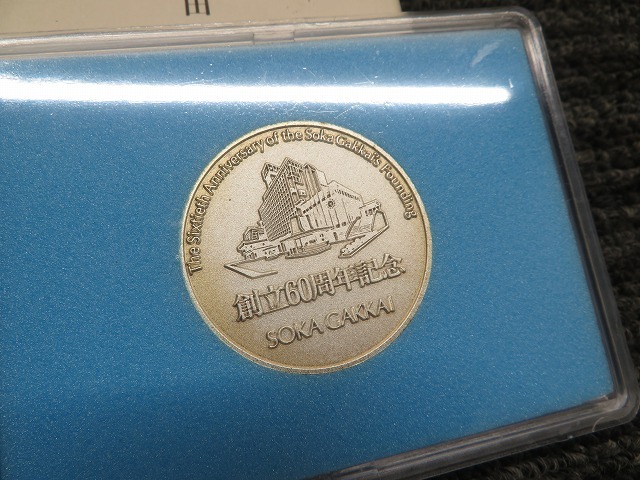 The Sixtieth Anniversary of the Soka Gakkai's Founding
創立60周年記念
SOKA GAKKAI